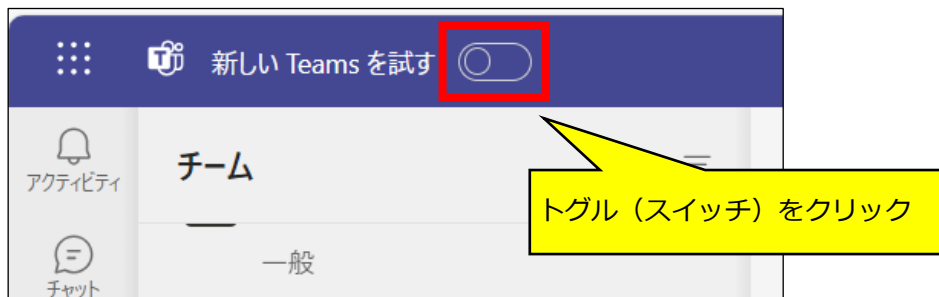 新しい Teams を試す
アクティビティ
チーム
トグル（スイッチ）をクリック
一般
チャット